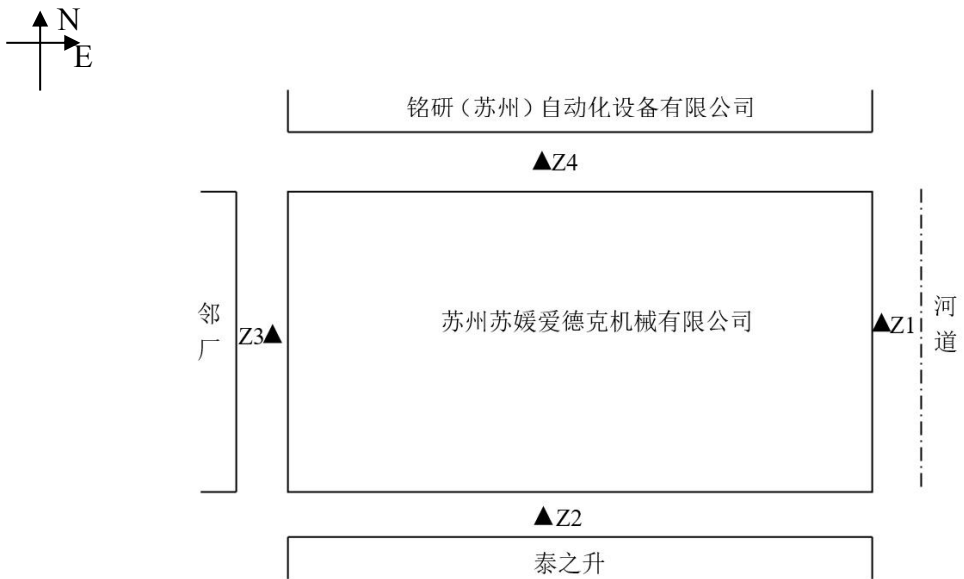 N
E
铭研（苏州）自动化设备有限公司
▲Z4
邻厂
Z3▲
苏州苏媛爱德克机械有限公司
▲Z1
河道
▲Z2
泰之升